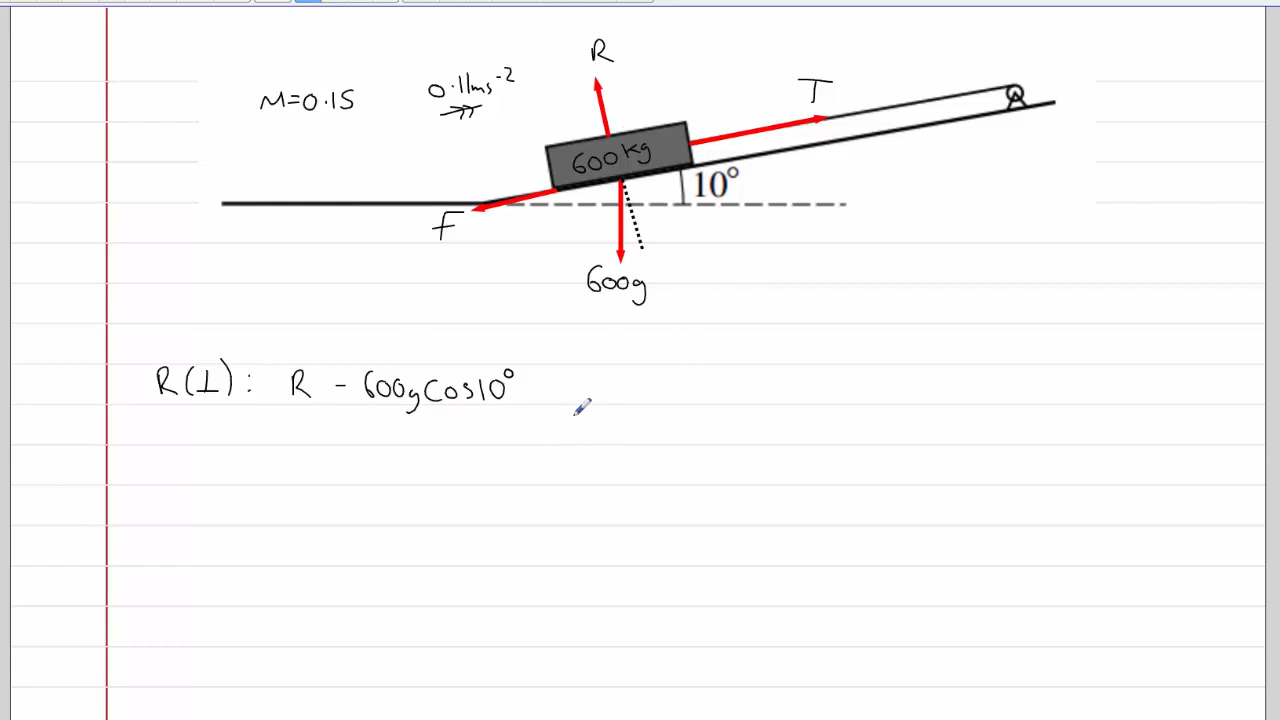 R
T
0.11ms⁻²
μ=0.15
600kg
10°
F
600g
R(⊥): R - 600gCos10°